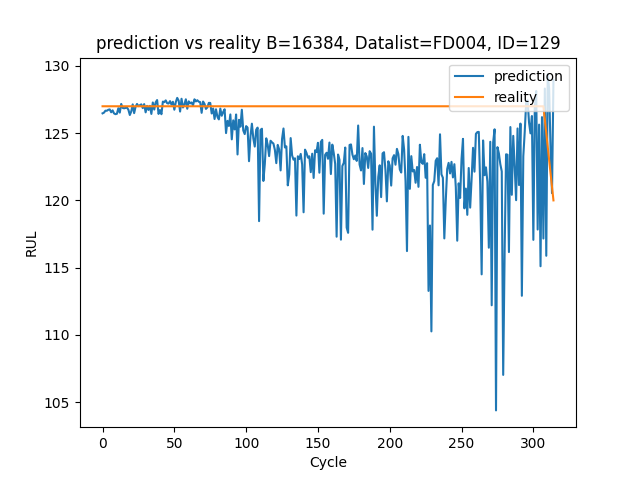 prediction vs reality B=16384, Datalist=FD004, ID=129
prediction
reality
130
125
120
115
110
105
RUL
0 50 100 150 200 250 300
Cycle